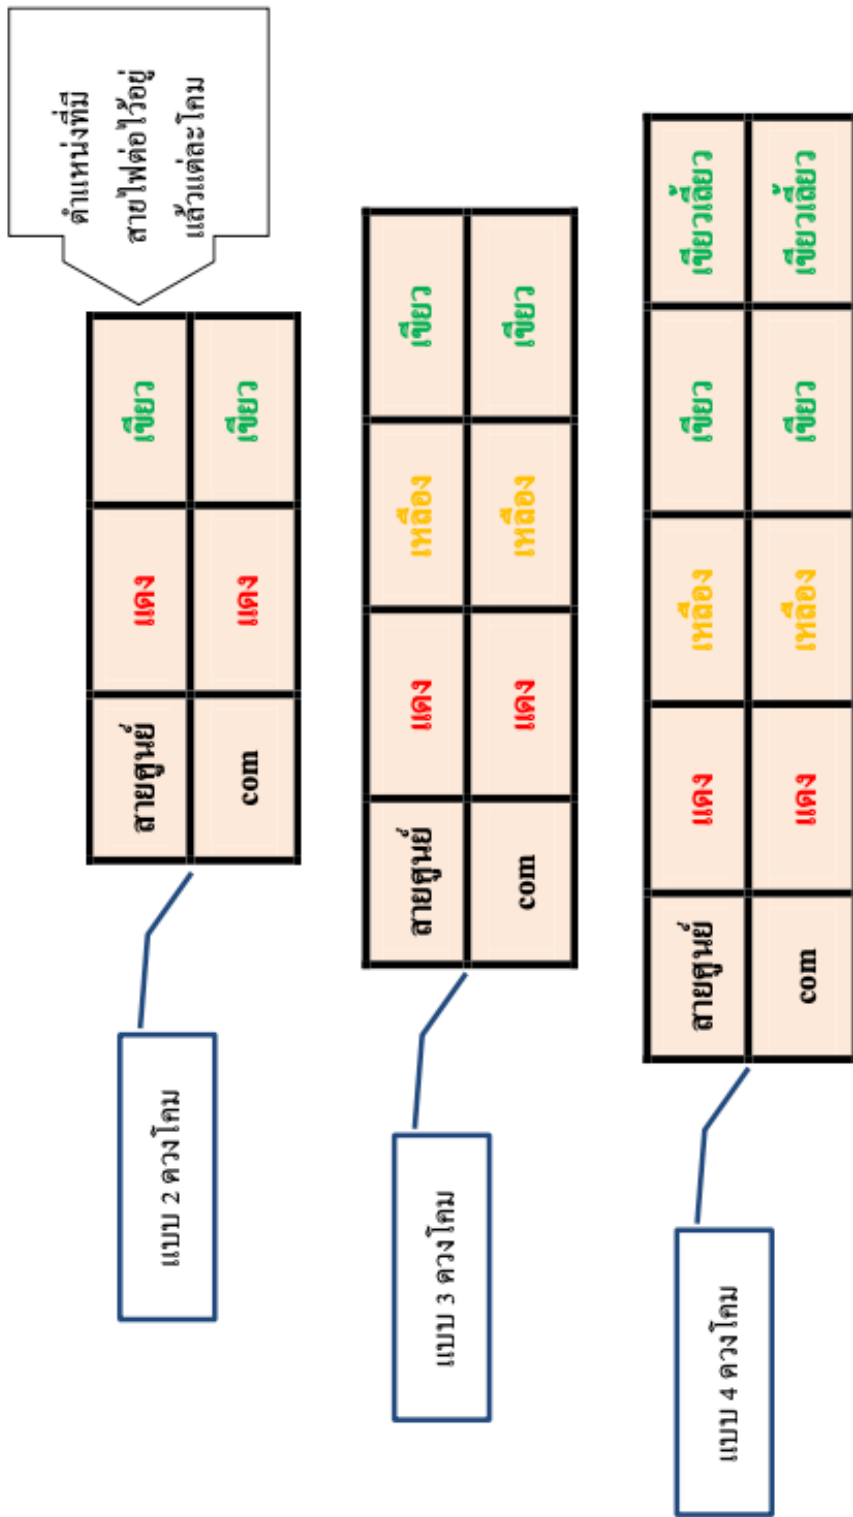 ตำแหน่งที่มี
สายไฟต่อไว้อยู่
แล้วแต่ละโคม
แบบ 2 ดวงโคม
สายศูนย์ แดง เขียว
com แดง เขียว
แบบ 3 ดวงโคม
สายศูนย์ แดง เหลือง เขียว
com แดง เหลือง เขียว
แบบ 4 ดวงโคม
สายศูนย์ แดง เหลือง เขียว เขียวเลี้ยว
com แดง เหลือง เขียว เขียวเลี้ยว